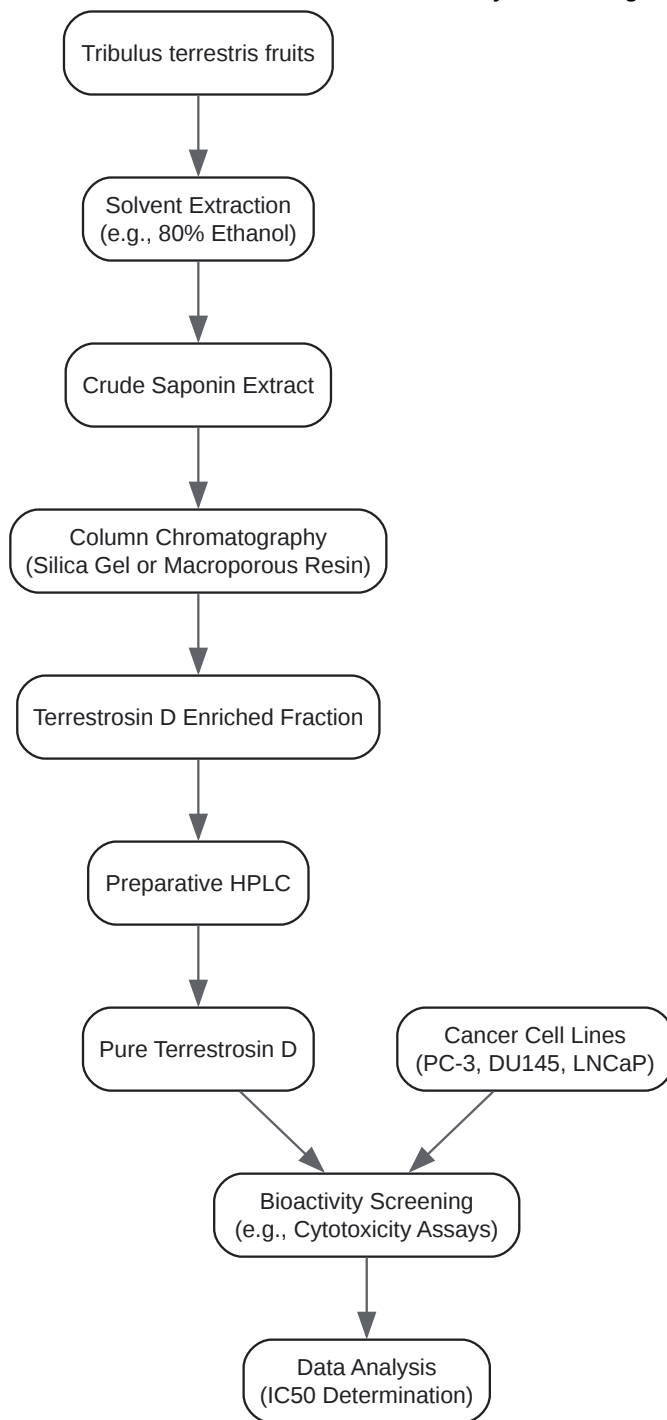 Tribulus terrestris fruits
Solvent Extraction
(e.g., 80% Ethanol)
Crude Saponin Extract
Column Chromatography
(Silica Gel or Macroporous Resin)
Terrestrosin D Enriched Fraction
Preparative HPLC
Pure Terrestrosin D
Cancer Cell Lines
(PC-3, DU145, LNCaP)
Bioactivity Screening
(e.g., Cytotoxicity Assays)
Data Analysis
(IC50 Determination)